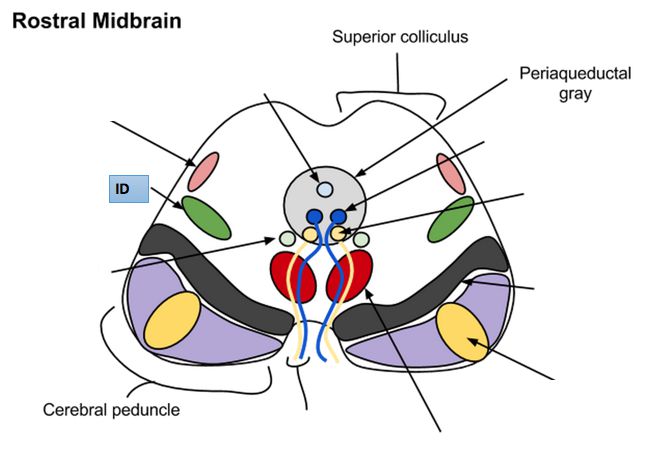 Rostral Midbrain
Superior colliculus
Periaqueductal
gray
ID
Cerebral peduncle